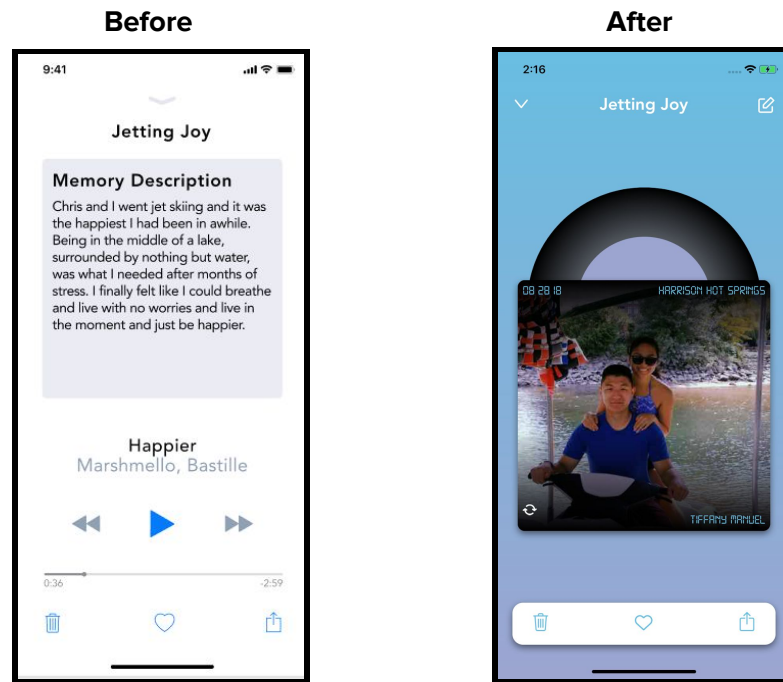 Before
After
9:41
Jetting Joy
Memory Description
Chris and I went jet skiing and it was
the happiest I had been in awhile.
Being in the middle of a lake,
surrounded by nothing but water,
was what I needed after months of
stress. I finally felt like I could breathe
and live with no worries and live in
the moment and just be happier.
Happier
Marshmello, Bastille
0:36
-2:59
2:16
Jetting Joy
08 28 18
HARRISON HOT SPRINGS
TIFFANY MANUEL